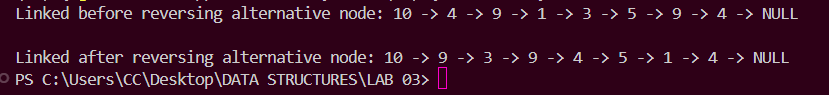 Linked before reversing alternative node: 10 -> 4 -> 9 -> 1 -> 3 -> 5 -> 9 -> 4 -> NULL
Linked after reversing alternative node: 10 -> 9 -> 3 -> 9 -> 4 -> 5 -> 1 -> 4 -> NULL
PS C:\Users\CC\Desktop\DATA STRUCTURES\LAB 03>